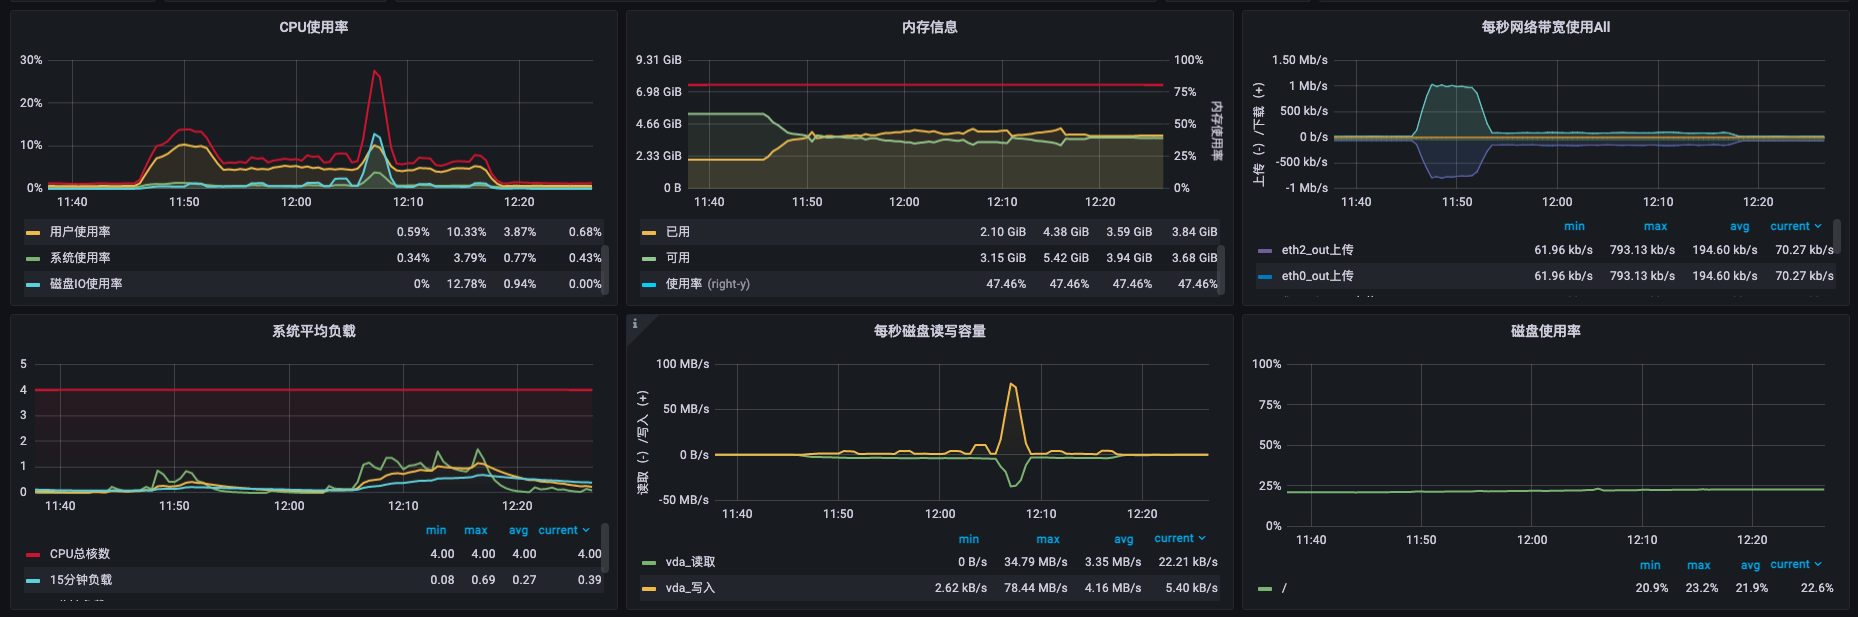 CPU使用率
30%
20%
10%
0%
11:40 11:50 12:00 12:10 12:20
用户使用率 0.59% 10.33% 3.87% 0.68%
系统使用率 0.34% 3.79% 0.77% 0.43%
磁盘IO使用率 0% 12.78% 0.94% 0.00%
内存信息
9.31 GiB 100%
6.98 GiB 75%
4.66 GiB 50%
2.33 GiB 25%
0 B 0%
内存使用率
11:40 11:50 12:00 12:10 12:20
已用 2.10 GiB 4.38 GiB 3.59 GiB 3.84 GiB
可用 3.15 GiB 5.42 GiB 3.94 GiB 3.68 GiB
使用率 (right-y) 47.46% 47.46% 47.46% 47.46%
每秒网络带宽使用All
上传 (-) /下载 (+)
1.50 Mb/s
1 Mb/s
500 kb/s
0 b/s
-500 kb/s
-1 Mb/s
11:40 11:50 12:00 12:10 12:20
min max avg current
eth2_out上传 61.96 kb/s 793.13 kb/s 194.60 kb/s 70.27 kb/s
eth0_out上传 61.96 kb/s 793.13 kb/s 194.60 kb/s 70.27 kb/s
系统平均负载
5
4
3
2
1
0
11:40 11:50 12:00 12:10 12:20
min max avg current
CPU总核数 4.00 4.00 4.00 4.00
15分钟负载 0.08 0.69 0.27 0.39
i
每秒磁盘读写容量
读取 (-) /写入 (+)
100 MB/s
50 MB/s
0 B/s
-50 MB/s
11:40 11:50 12:00 12:10 12:20
min max avg current
vda_读取 0 B/s 34.79 MB/s 3.35 MB/s 22.21 kB/s
vda_写入 2.62 kB/s 78.44 MB/s 4.16 MB/s 5.40 kB/s
磁盘使用率
100%
75%
50%
25%
0%
11:40 11:50 12:00 12:10 12:20
min max avg current
/ 20.9% 23.2% 21.9% 22.6%